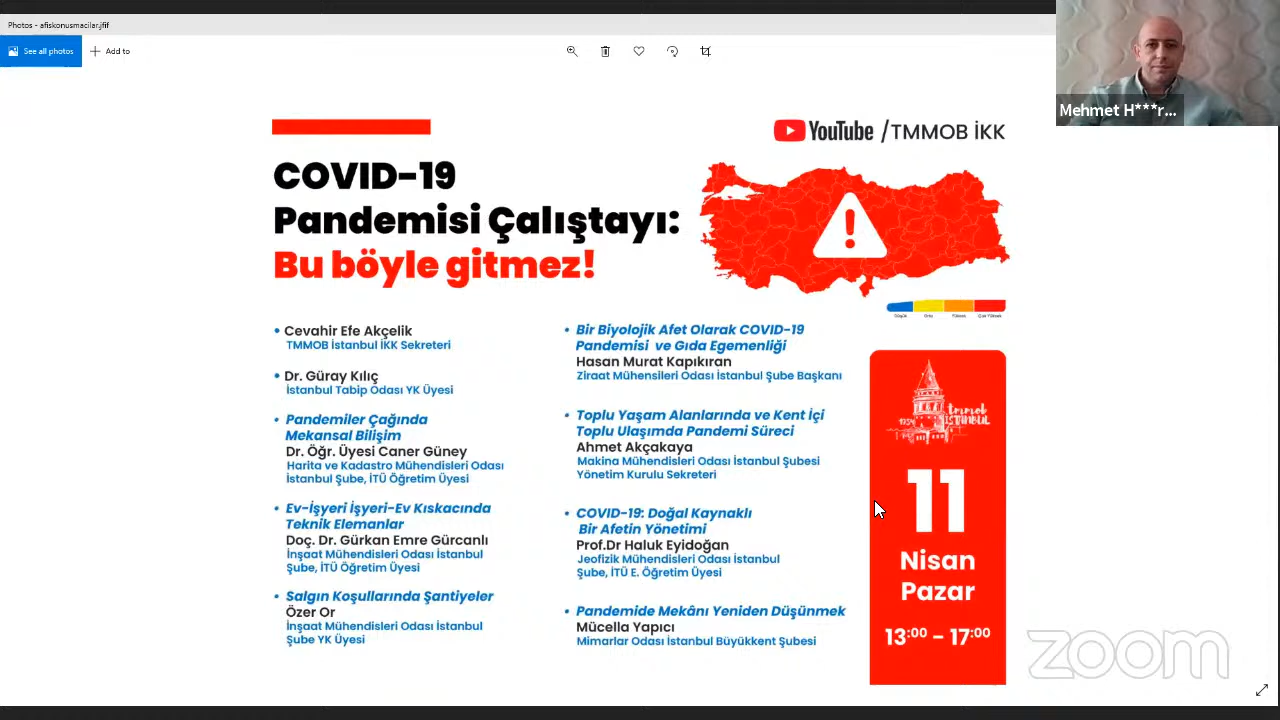 Photos - afiskonusmacilar.jfif
See all photos
Add to
Mehmet H***r...
YouTube /TMMOB İKK
COVID-19
Pandemisi Çalıştayı:
Bu böyle gitmez!
Düşük Orta Yüksek Çok Yüksek
• Cevahir Efe Akçelik
TMMOB İstanbul İKK Sekreteri
• Dr. Güray Kılıç
İstanbul Tabip Odası YK Üyesi
• Pandemiler Çağında
Mekansal Bilişim
Dr. Öğr. Üyesi Caner Güney
Harita ve Kadastro Mühendisleri Odası
İstanbul Şube, İTÜ Öğretim Üyesi
• Ev-İşyeri İşyeri-Ev Kıskacında
Teknik Elemanlar
Doç. Dr. Gürkan Emre Gürcanlı
İnşaat Mühendisleri Odası İstanbul
Şube, İTÜ Öğretim Üyesi
• Salgın Koşullarında Şantiyeler
Özer Or
İnşaat Mühendisleri Odası İstanbul
Şube YK Üyesi
• Bir Biyolojik Afet Olarak COVID-19
Pandemisi ve Gıda Egemenliği
Hasan Murat Kapıkıran
Ziraat Mühensileri Odası İstanbul Şube Başkanı
• Toplu Yaşam Alanlarında ve Kent İçi
Toplu Ulaşımda Pandemi Süreci
Ahmet Akçakaya
Makina Mühendisleri Odası İstanbul Şubesi
Yönetim Kurulu Sekreteri
• COVID-19: Doğal Kaynaklı
Bir Afetin Yönetimi
Prof.Dr Haluk Eyidoğan
Jeofizik Mühendisleri Odası İstanbul
Şube, İTÜ E. Öğretim Üyesi
• Pandemide Mekânı Yeniden Düşünmek
Mücella Yapıcı
Mimarlar Odası İstanbul Büyükkent Şubesi
1954 tmmob
İSTANBUL
11
Nisan
Pazar
13:00 - 17:00
zoom